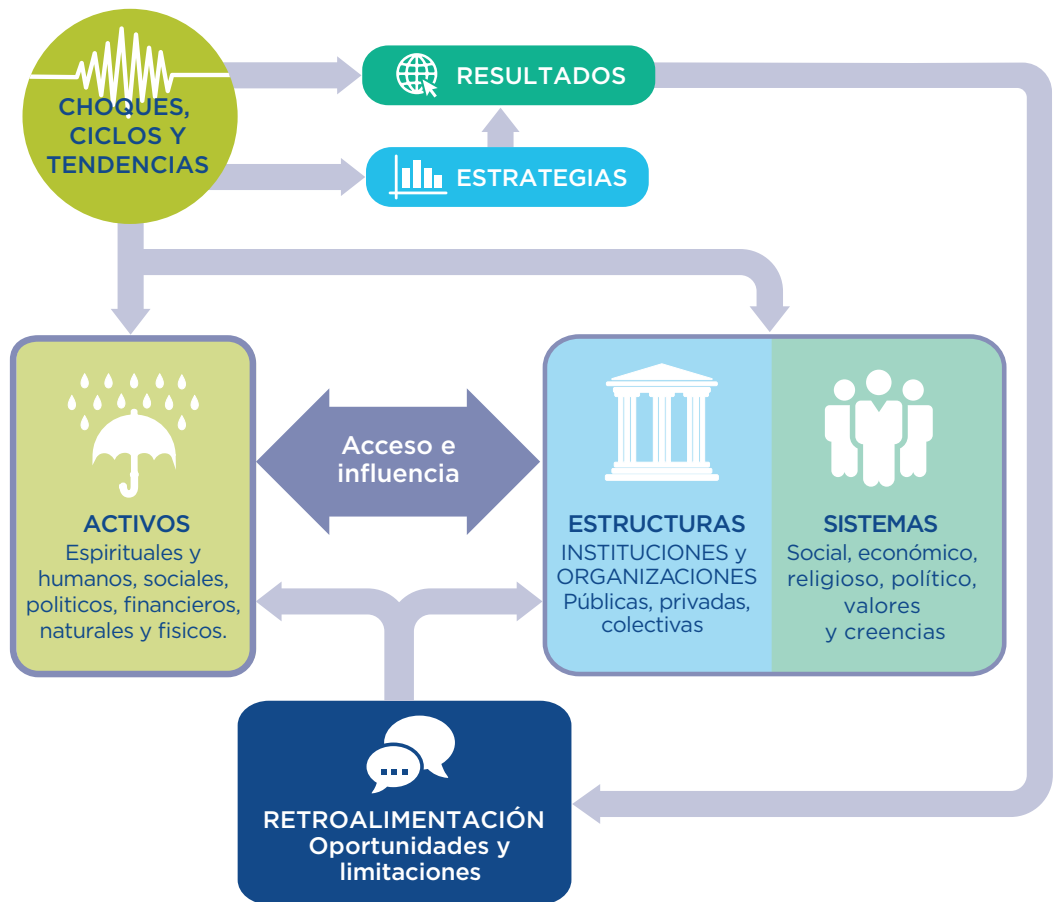 CHOQUES,
CICLOS Y
TENDENCIAS
RESULTADOS
ESTRATEGIAS
Acceso e
influencia
ACTIVOS
Espirituales y
humanos, sociales,
politicos, financieros,
naturales y fisicos.
ESTRUCTURAS
INSTITUCIONES y
ORGANIZACIONES
Públicas, privadas,
colectivas
SISTEMAS
Social, económico,
religioso, político,
valores
y creencias
RETROALIMENTACIÓN
Oportunidades y
limitaciones